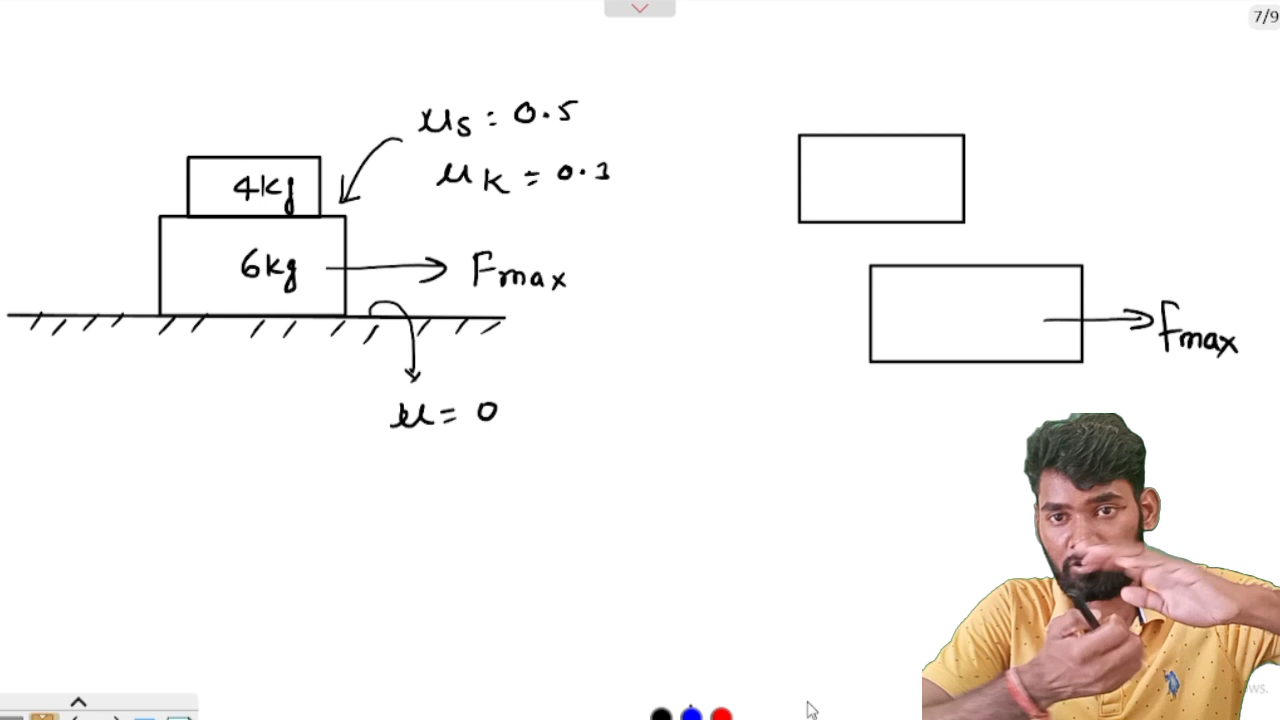 7/9
μs = 0.5
μk = 0.3
4kg
6kg
Fmax
Fmax
μ = 0